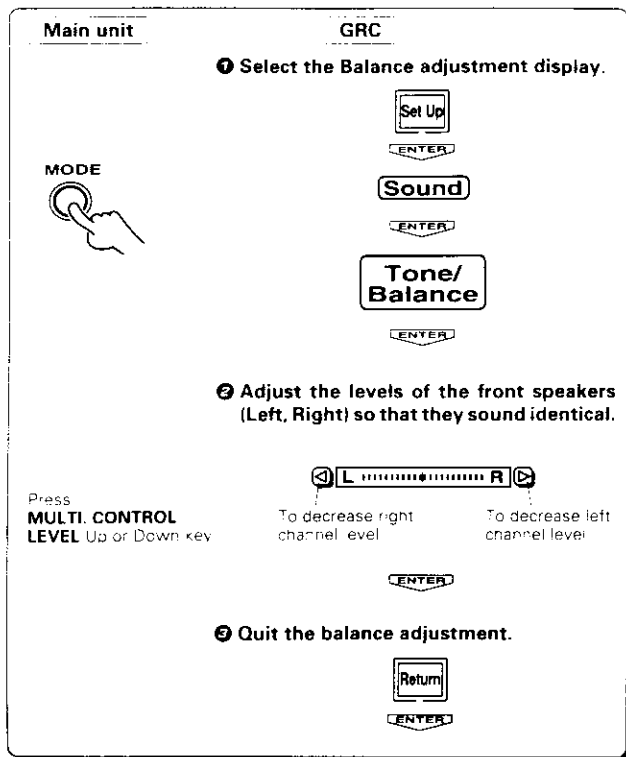 Main unit GRC
❶ Select the Balance adjustment display.
Set Up
ENTER
MODE
Sound
ENTER
Tone/
Balance
ENTER
❷ Adjust the levels of the front speakers
(Left, Right) so that they sound identical.
L R
Press
MULTI. CONTROL
LEVEL Up or Down key
To decrease right
channel level
To decrease left
channel level
ENTER
❸ Quit the balance adjustment.
Return
ENTER